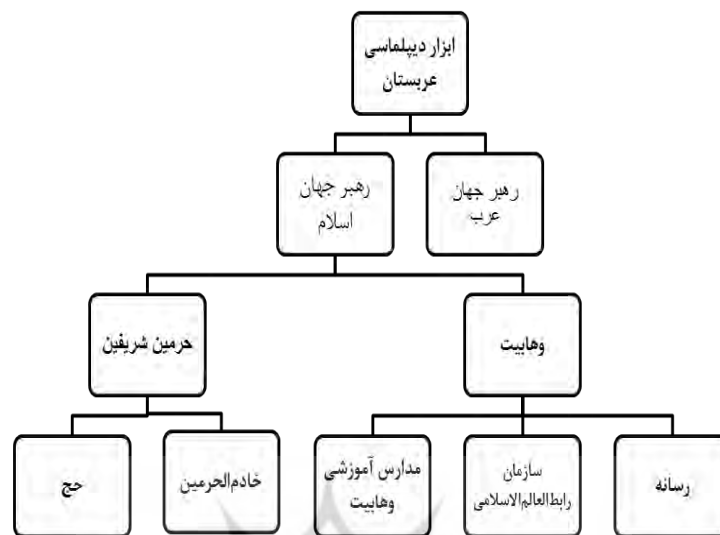 ابزار دیپلماسی
عربستان
رهبر جهان
عرب
رهبر جهان
اسلام
وهابیت
حرمین شریفین
رسانه
سازمان
رابط‌العالم‌الاسلامی
مدارس آموزشی
وهابیت
خادم‌الحرمین
حج